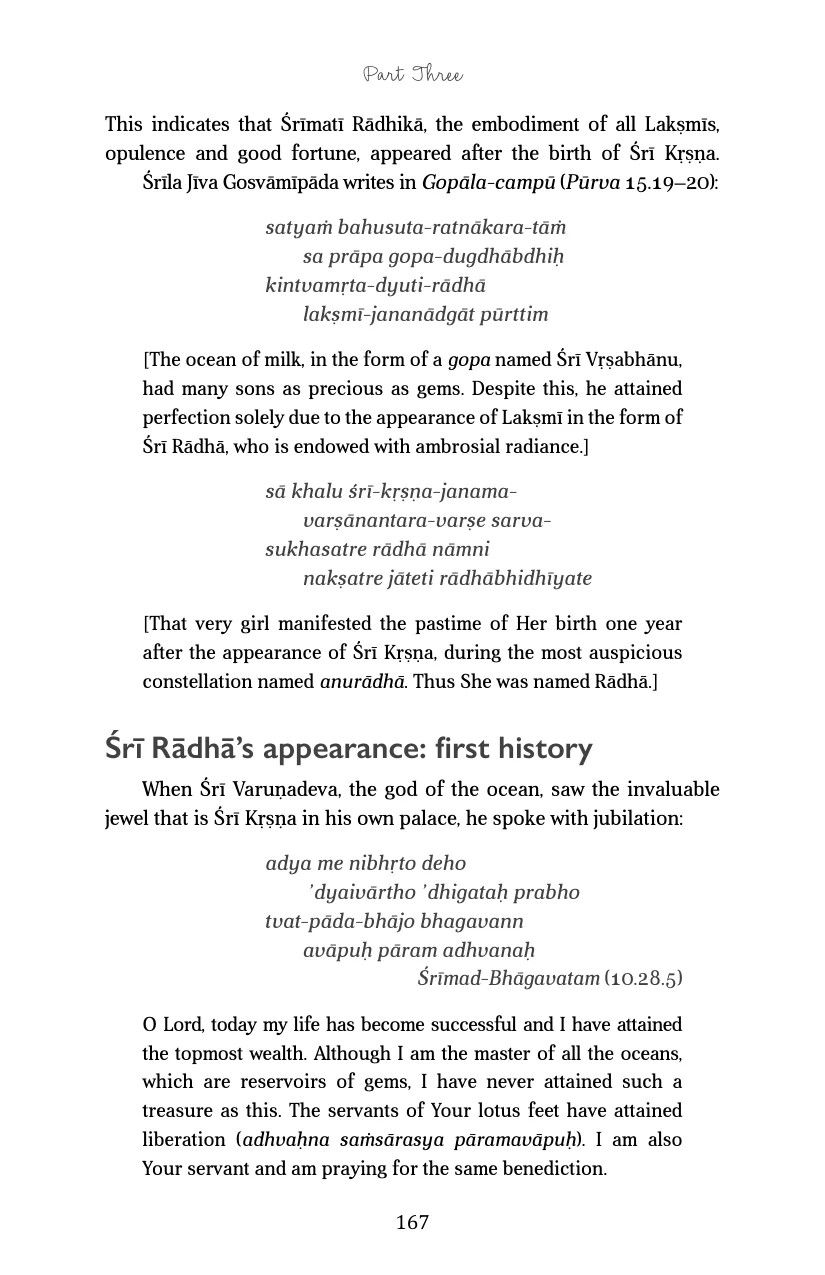 Part Three
This indicates that Śrīmatī Rādhikā, the embodiment of all Lakṣmīs,
opulence and good fortune, appeared after the birth of Śrī Kṛṣṇa.
Śrīla Jīva Gosvāmīpāda writes in Gopāla-campū (Pūrva 15.19–20):
satyaṁ bahusuta-ratnākara-tāṁ
sa prāpa gopa-dugdhābdhiḥ
kintvamṛta-dyuti-rādhā
lakṣmī-jananādgāt pūrttim
[The ocean of milk, in the form of a gopa named Śrī Vṛṣabhānu,
had many sons as precious as gems. Despite this, he attained
perfection solely due to the appearance of Lakṣmī in the form of
Śrī Rādhā, who is endowed with ambrosial radiance.]
sā khalu śrī-kṛṣṇa-janama-
varṣānantara-varṣe sarva-
sukhasatre rādhā nāmni
nakṣatre jāteti rādhābhidhīyate
[That very girl manifested the pastime of Her birth one year
after the appearance of Śrī Kṛṣṇa, during the most auspicious
constellation named anurādhā. Thus She was named Rādhā.]
Śrī Rādhā’s appearance: first history
When Śrī Varuṇadeva, the god of the ocean, saw the invaluable
jewel that is Śrī Kṛṣṇa in his own palace, he spoke with jubilation:
adya me nibhṛto deho
’dyaivārtho ’dhigataḥ prabho
tvat-pāda-bhājo bhagavann
avāpuḥ pāram adhvanaḥ
Śrīmad-Bhāgavatam (10.28.5)
O Lord, today my life has become successful and I have attained
the topmost wealth. Although I am the master of all the oceans,
which are reservoirs of gems, I have never attained such a
treasure as this. The servants of Your lotus feet have attained
liberation (adhvaḥna saṁsārasya pāramavāpuḥ). I am also
Your servant and am praying for the same benediction.
167